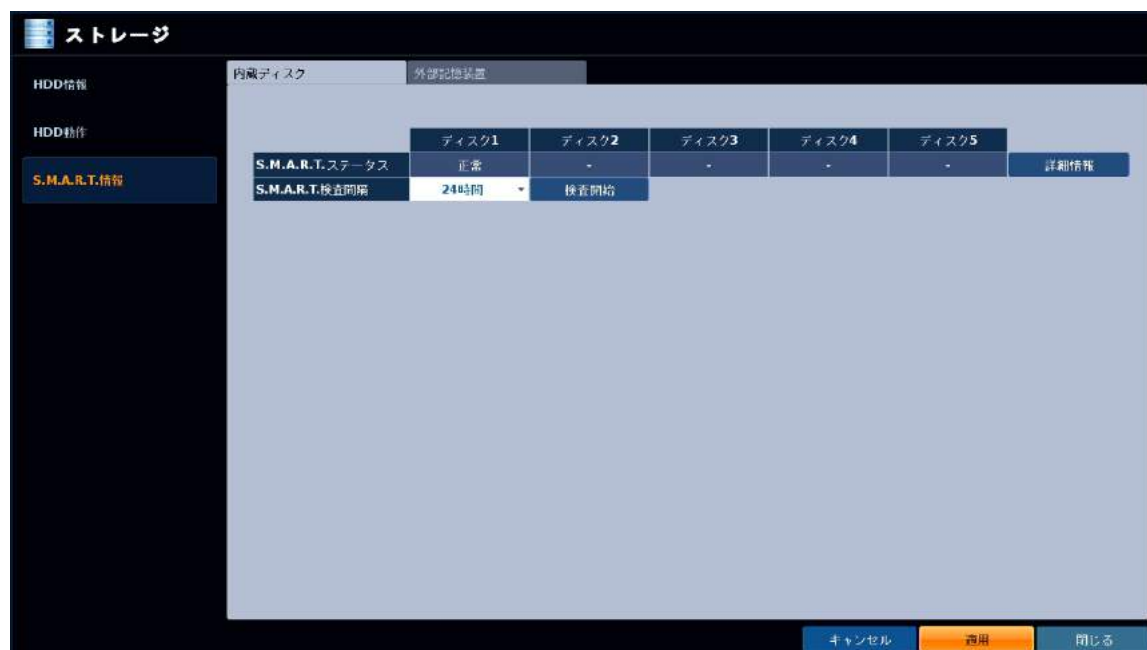 ストレージ
HDD情報
HDD動作
S.M.A.R.T.情報
内蔵ディスク 外部記憶装置
ディスク1 ディスク2 ディスク3 ディスク4 ディスク5
S.M.A.R.T.ステータス 正常 - - - - 詳細情報
S.M.A.R.T.検査間隔 24時間 検査開始
キャンセル 適用 閉じる